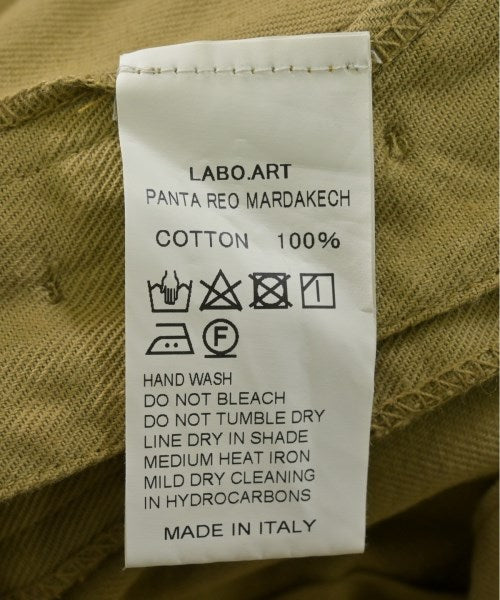 LABO.ART
PANTA REO MARDAKECH
COTTON 100%
F
HAND WASH
DO NOT BLEACH
DO NOT TUMBLE DRY
LINE DRY IN SHADE
MEDIUM HEAT IRON
MILD DRY CLEANING
IN HYDROCARBONS
MADE IN ITALY